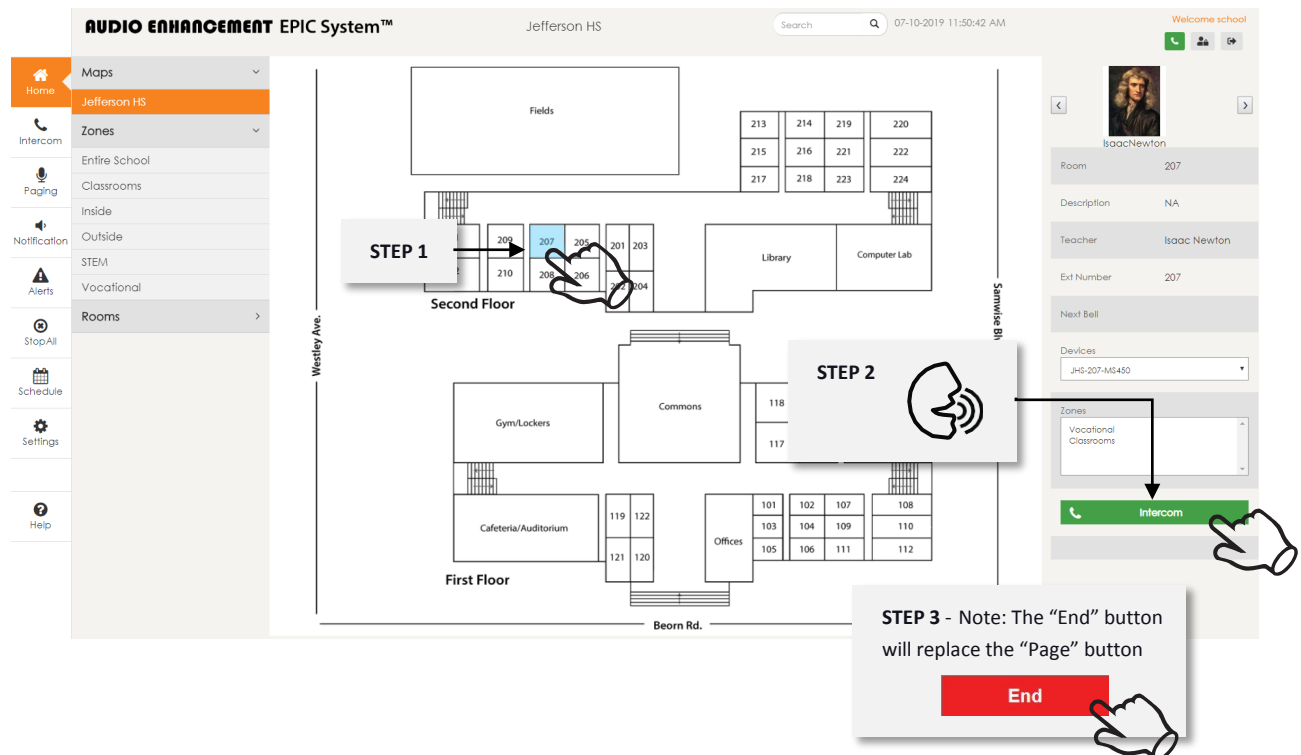 AUDIO ENHANCEMENT EPIC System™
Jefferson HS
Search
07-10-2019 11:50:42 AM
Welcome school
Home
Intercom
Paging
Notification
Alerts
StopAll
Schedule
Settings
Help
Maps
Jefferson HS
Zones
Entire School
Classrooms
Inside
Outside
STEM
Vocational
Rooms
Fields
213 214 219 220
215 216 221 222
217 218 223 224
STEP 1
209 207 205 201 203
210 208 206 202 204
Library
Computer Lab
Second Floor
Westley Ave.
Samwise Bl
STEP 2
Gym/Lockers
Commons
118
117
Cafeteria/Auditorium
119 122
121 120
Offices
101 102 107 108
103 104 109 110
105 106 111 112
First Floor
Beorn Rd.
IsaacNewton
Room 207
Description NA
Teacher Isaac Newton
Ext Number 207
Next Bell
Devices
JHS-207-MS450
Zones
Vocational
Classrooms
Intercom
STEP 3 - Note: The “End” button
will replace the “Page” button
End